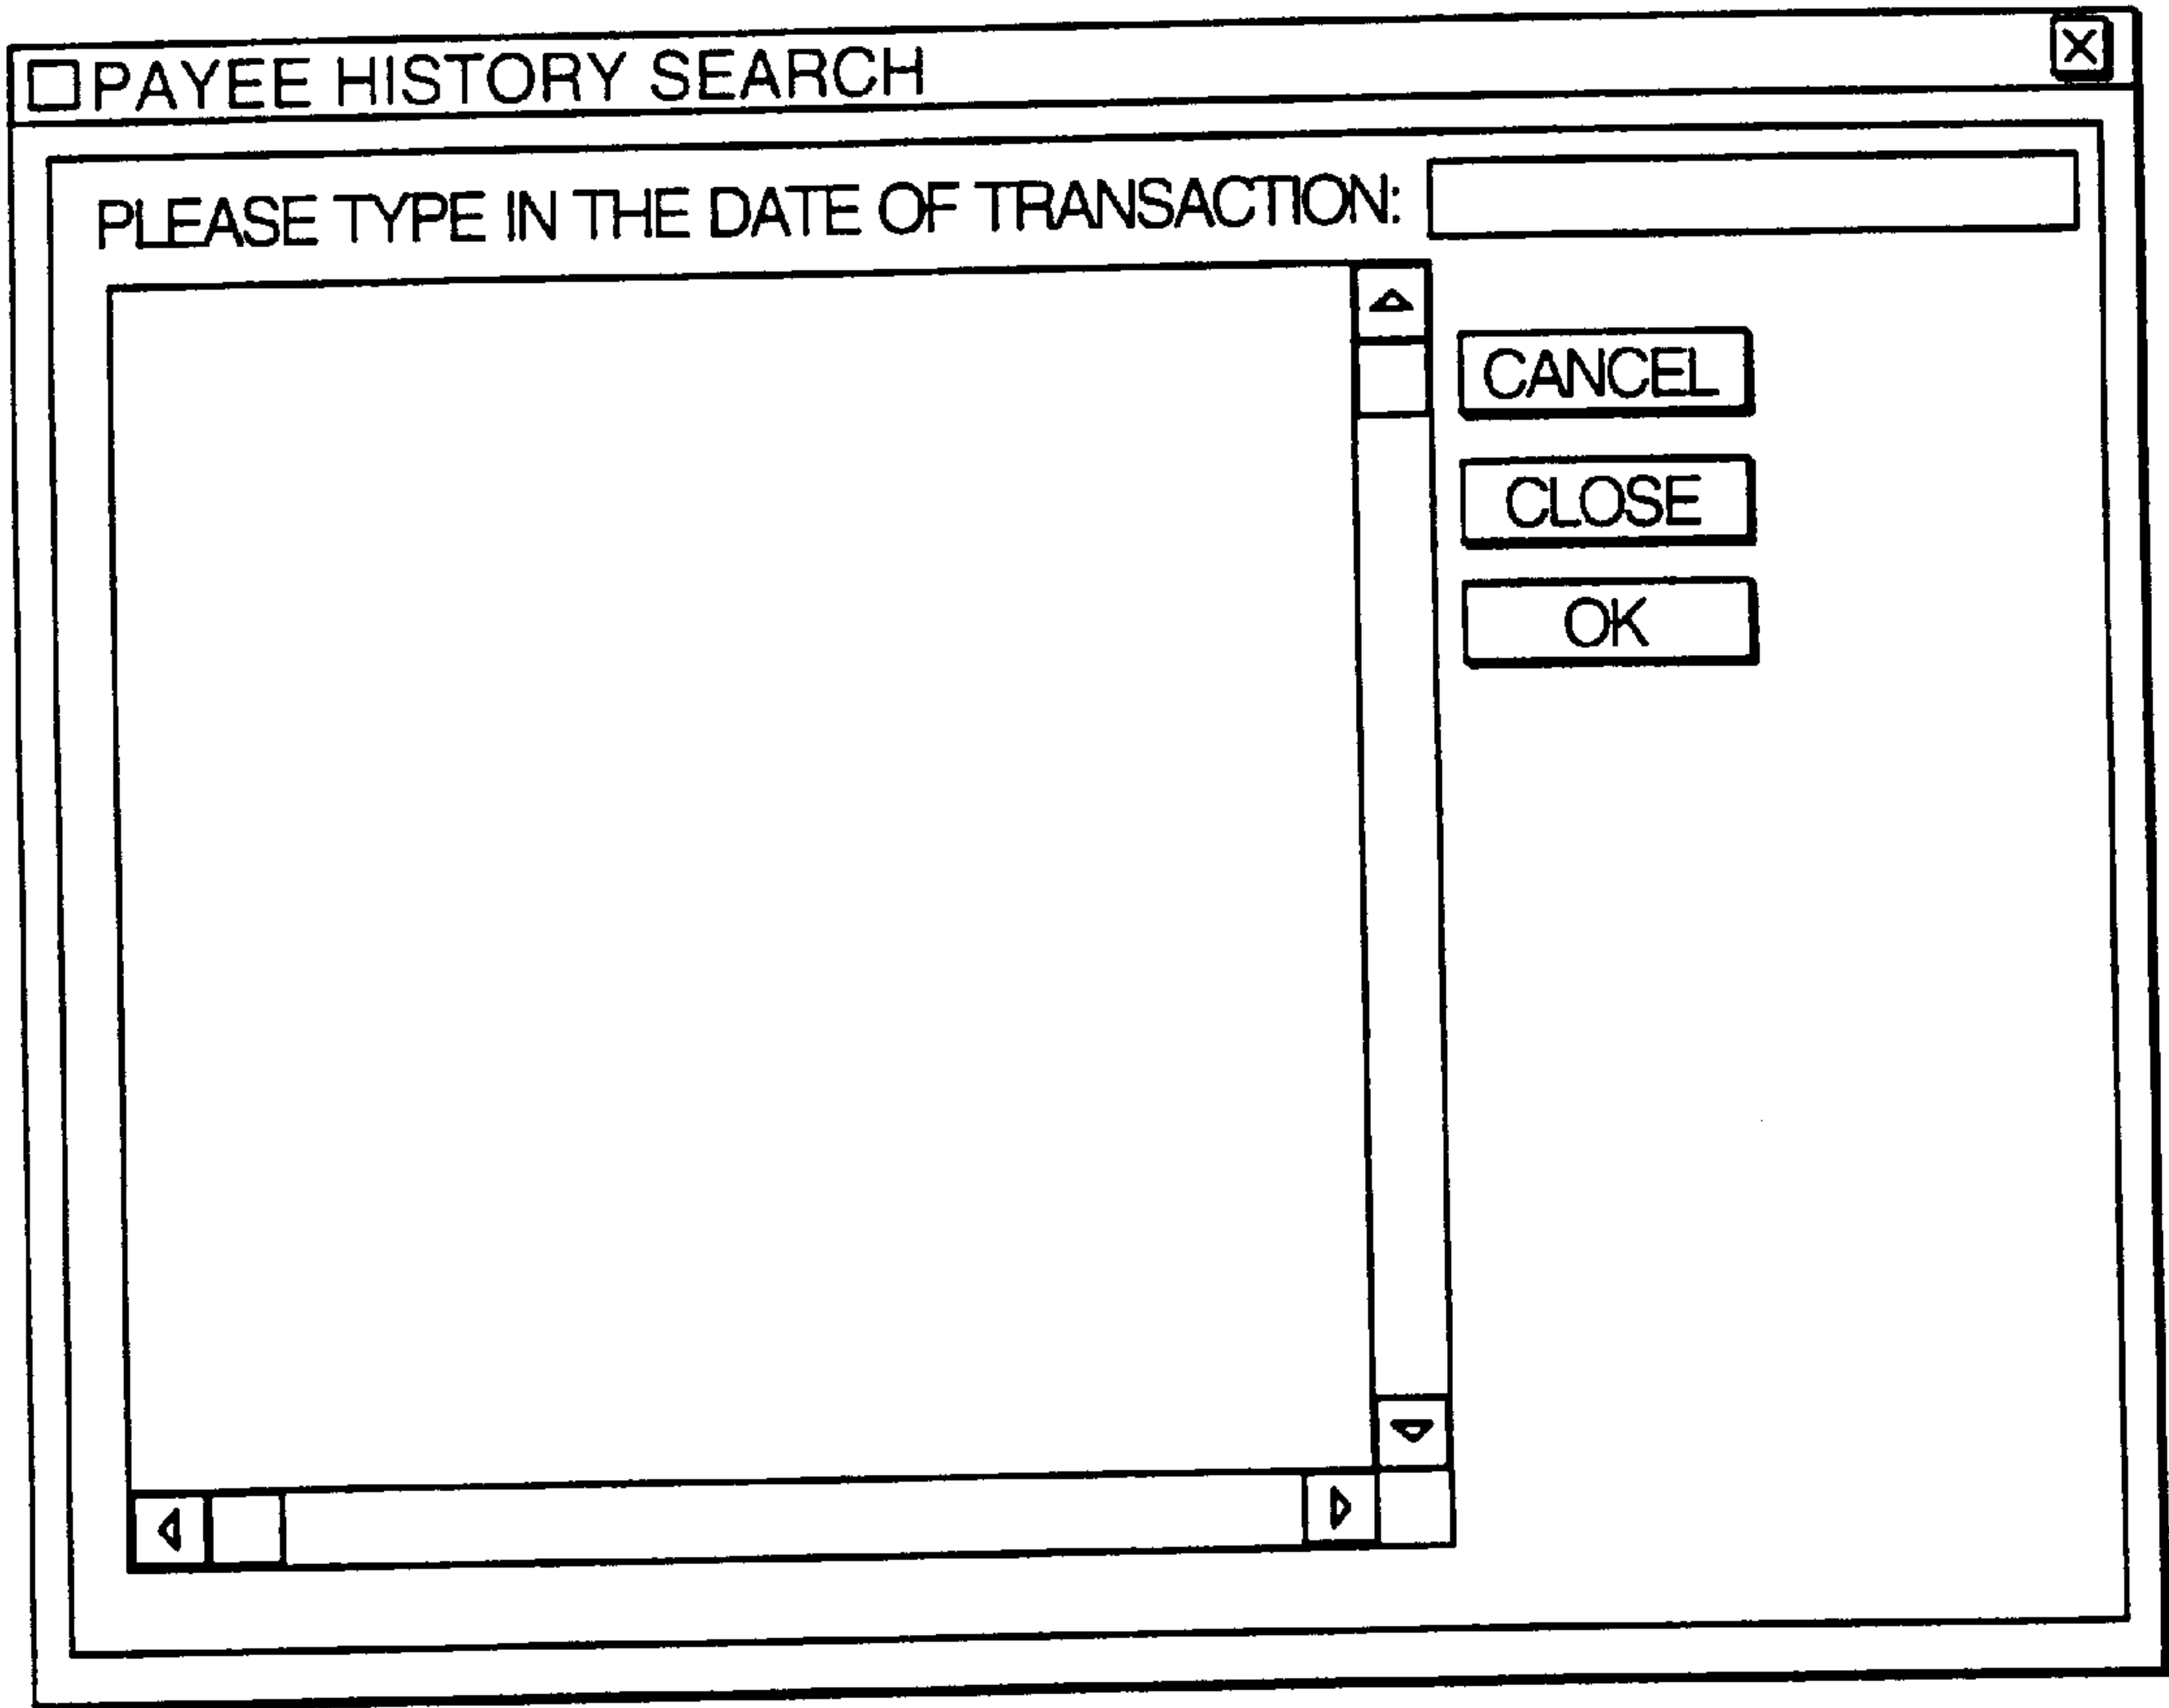 PAYEE HISTORY SEARCH
PLEASE TYPE IN THE DATE OF TRANSACTION:
CANCEL
CLOSE
OK